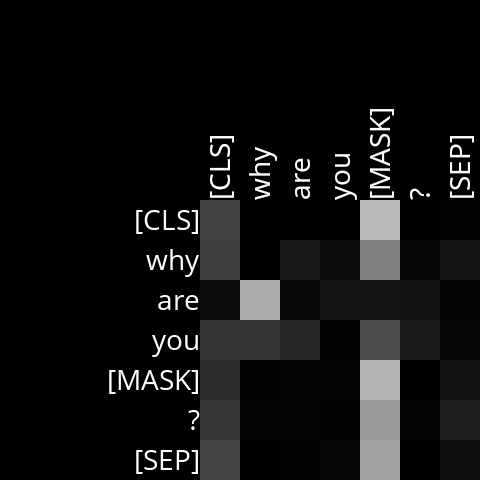 [CLS] why are you [MASK] ? [SEP]
[CLS]
why
are
you
[MASK]
?
[SEP]